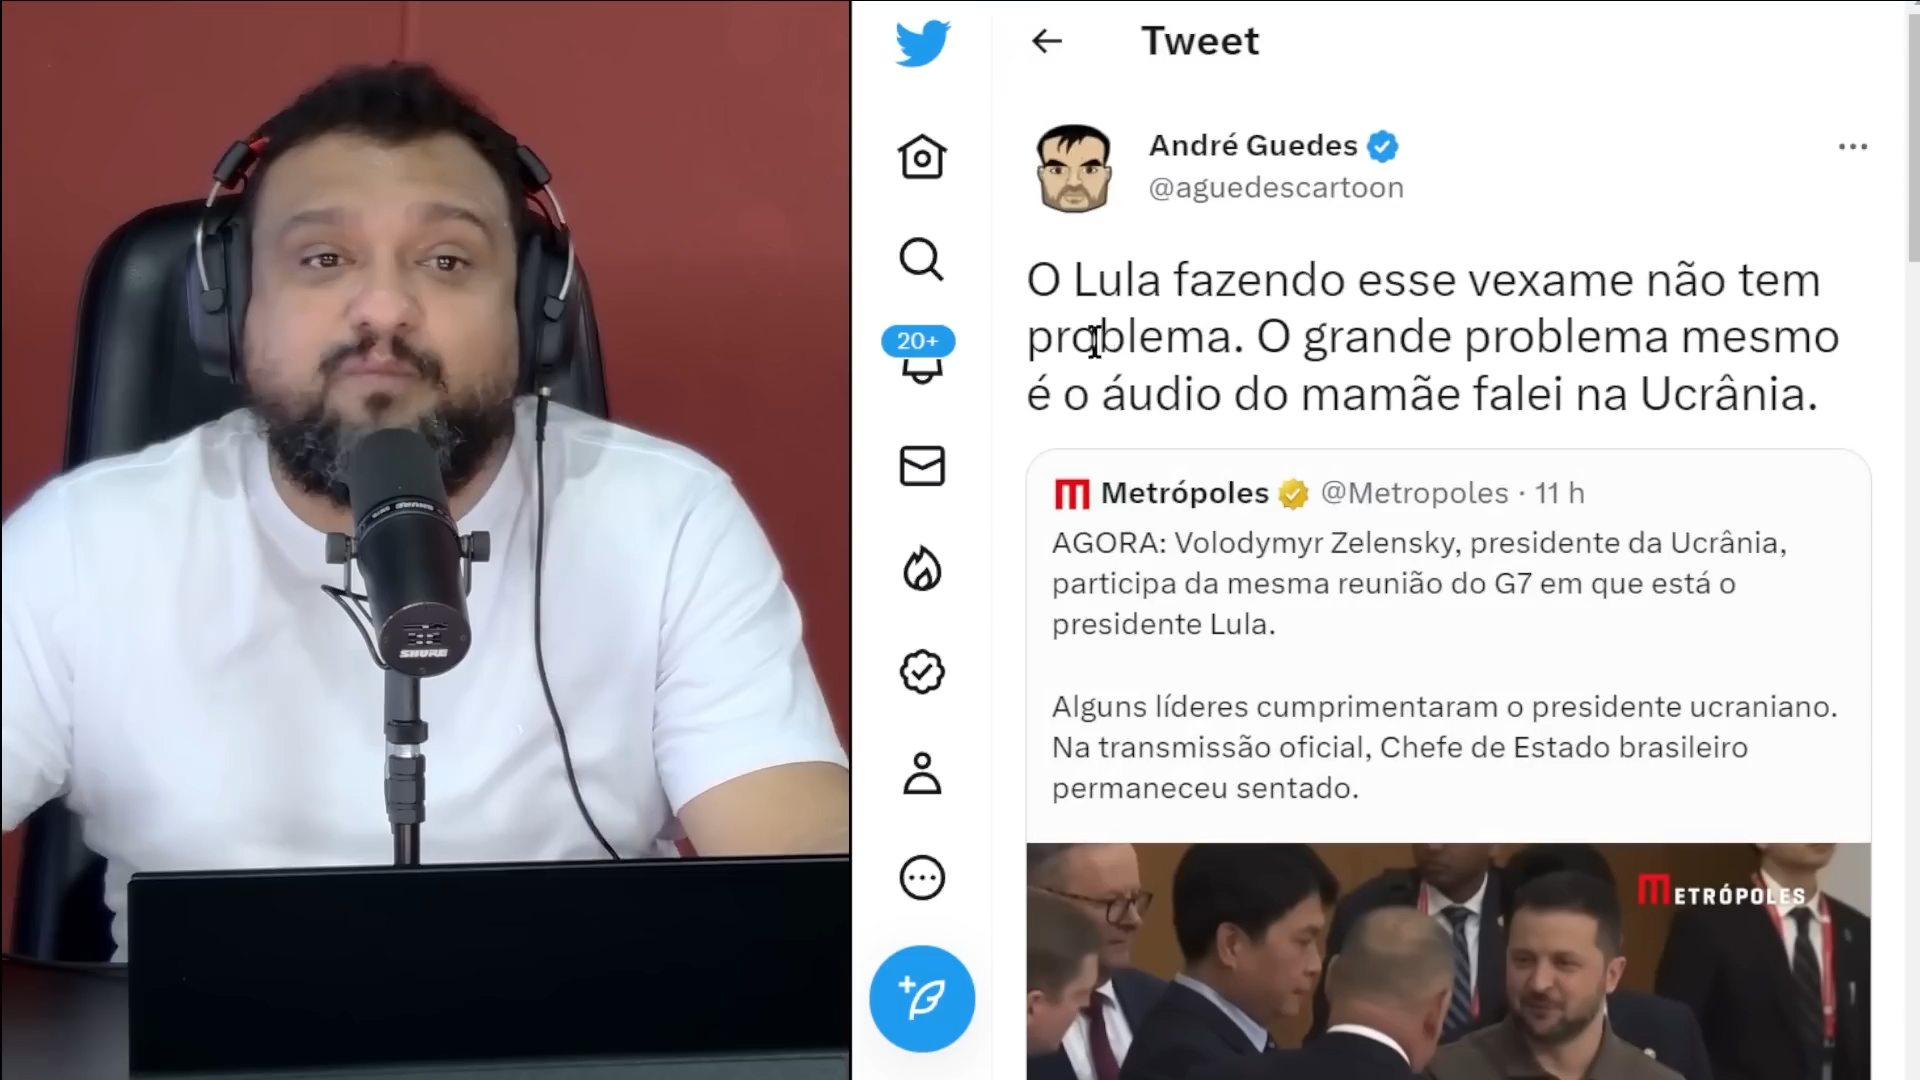 Tweet
André Guedes
@aguedescartoon
O Lula fazendo esse vexame não tem
problema. O grande problema mesmo
é o áudio do mamãe falei na Ucrânia.
20+
Metrópoles @Metropoles · 11 h
AGORA: Volodymyr Zelensky, presidente da Ucrânia,
participa da mesma reunião do G7 em que está o
presidente Lula.
Alguns líderes cumprimentaram o presidente ucraniano.
Na transmissão oficial, Chefe de Estado brasileiro
permaneceu sentado.
METRÓPOLES
SHURE